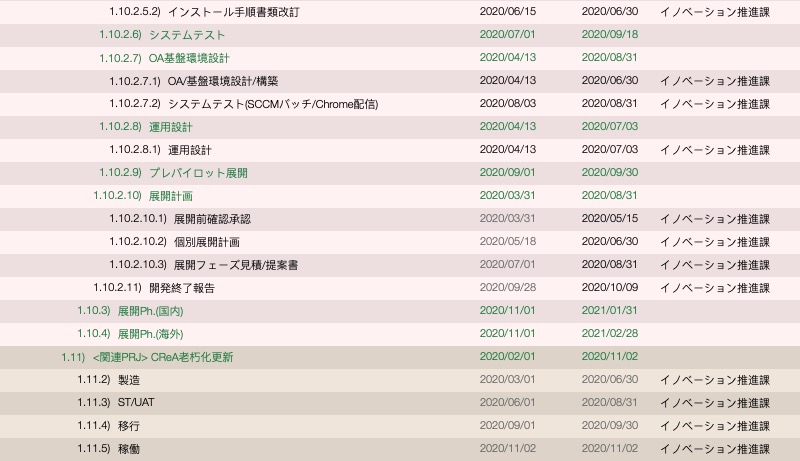 1.10.2.5.2) インストール手順書類改訂 2020/06/15 2020/06/30 イノベーション推進課
1.10.2.6) システムテスト 2020/07/01 2020/09/18
1.10.2.7) OA基盤環境設計 2020/04/13 2020/08/31
1.10.2.7.1) OA/基盤環境設計/構築 2020/04/13 2020/06/30 イノベーション推進課
1.10.2.7.2) システムテスト(SCCMバッチ/Chrome配信) 2020/08/03 2020/08/31 イノベーション推進課
1.10.2.8) 運用設計 2020/04/13 2020/07/03
1.10.2.8.1) 運用設計 2020/04/13 2020/07/03 イノベーション推進課
1.10.2.9) プレパイロット展開 2020/09/01 2020/09/30
1.10.2.10) 展開計画 2020/03/31 2020/08/31
1.10.2.10.1) 展開前確認承認 2020/03/31 2020/05/15 イノベーション推進課
1.10.2.10.2) 個別展開計画 2020/05/18 2020/06/30 イノベーション推進課
1.10.2.10.3) 展開フェーズ見積/提案書 2020/07/01 2020/08/31 イノベーション推進課
1.10.2.11) 開発終了報告 2020/09/28 2020/10/09 イノベーション推進課
1.10.3) 展開Ph.(国内) 2020/11/01 2021/01/31
1.10.4) 展開Ph.(海外) 2020/11/01 2021/02/28
1.11) <関連PRJ> CReA老朽化更新 2020/02/01 2020/11/02
1.11.2) 製造 2020/03/01 2020/06/30 イノベーション推進課
1.11.3) ST/UAT 2020/06/01 2020/08/31 イノベーション推進課
1.11.4) 移行 2020/09/01 2020/09/30 イノベーション推進課
1.11.5) 稼働 2020/11/02 2020/11/02 イノベーション推進課